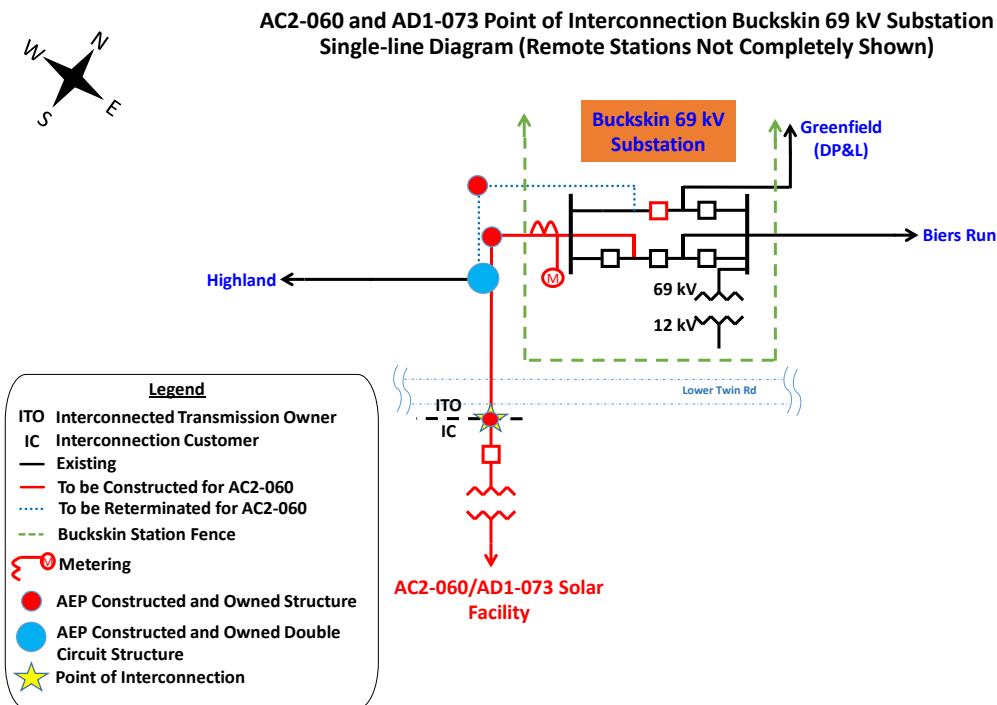 AC2-060 and AD1-073 Point of Interconnection Buckskin 69 kV Substation
Single-line Diagram (Remote Stations Not Completely Shown)
N
W
E
S
Buckskin 69 kV
Substation
Greenfield
(DP&L)
Biers Run
Highland
M
69 kV
12 kV
Lower Twin Rd
ITO
IC
AC2-060/AD1-073 Solar
Facility
Legend
ITO Interconnected Transmission Owner
IC Interconnection Customer
Existing
To be Constructed for AC2-060
To be Reterminated for AC2-060
Buckskin Station Fence
M Metering
AEP Constructed and Owned Structure
AEP Constructed and Owned Double
Circuit Structure
Point of Interconnection